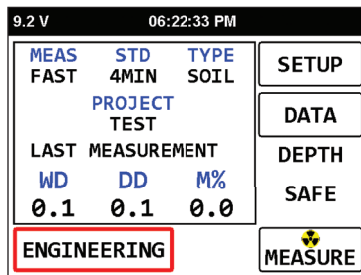 9.2 V 06:22:33 PM
MEAS STD TYPE
FAST 4MIN SOIL
PROJECT
TEST
LAST MEASUREMENT
WD DD M%
0.1 0.1 0.0
ENGINEERING
SETUP
DATA
DEPTH
SAFE
MEASURE